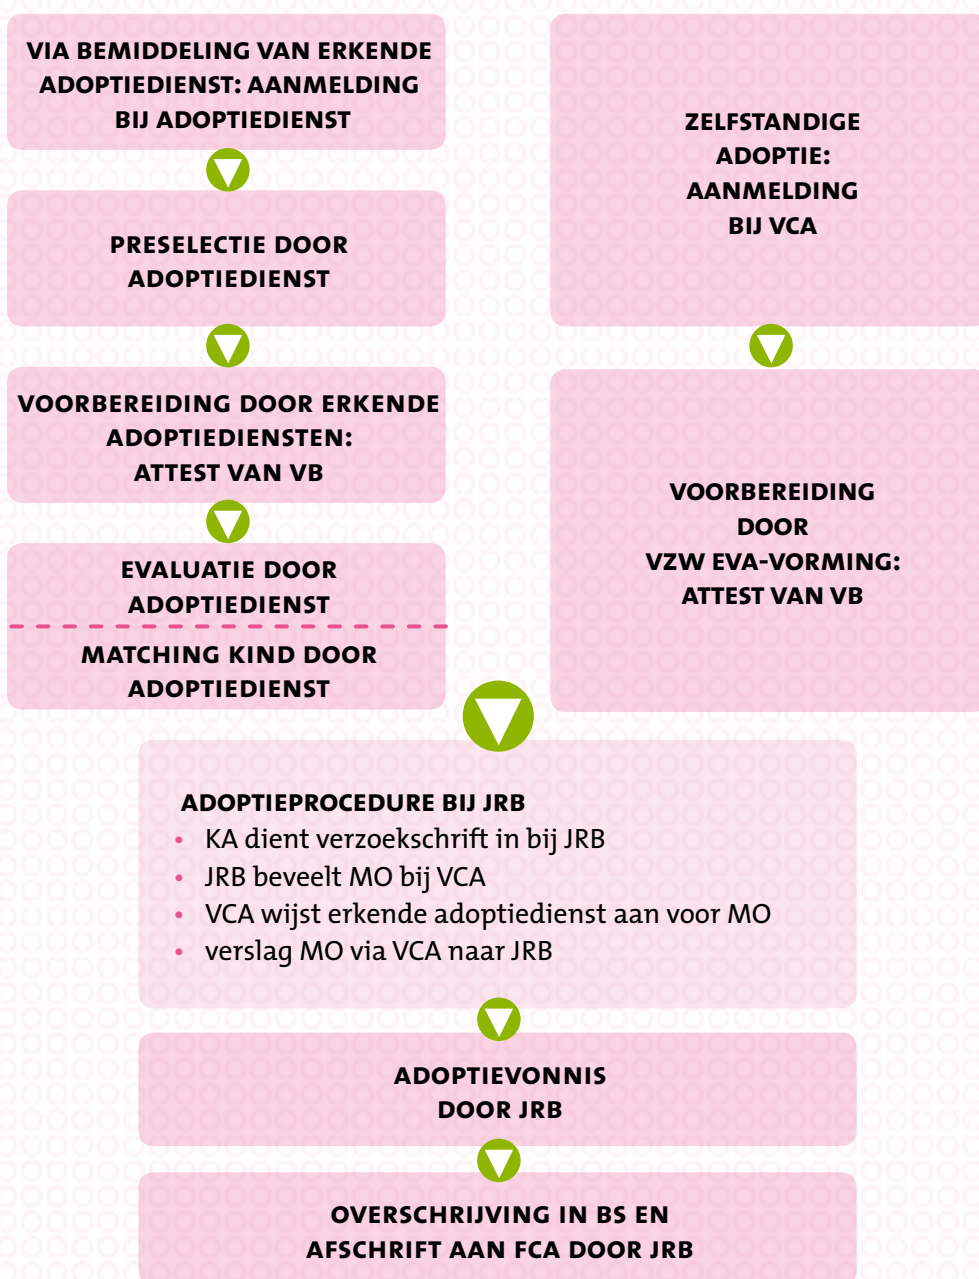 VIA BEMIDDELING VAN ERKENDE
ADOPTIEDIENST: AANMELDING
BIJ ADOPTIEDIENST
PRESELECTIE DOOR
ADOPTIEDIENST
VOORBEREIDING DOOR ERKENDE
ADOPTIEDIENSTEN:
ATTEST VAN VB
EVALUATIE DOOR
ADOPTIEDIENST
MATCHING KIND DOOR
ADOPTIEDIENST
ZELFSTANDIGE
ADOPTIE:
AANMELDING
BIJ VCA
VOORBEREIDING
DOOR
VZW EVA-VORMING:
ATTEST VAN VB
ADOPTIEPROCEDURE BIJ JRB
• KA dient verzoekschrift in bij JRB
• JRB beveelt MO bij VCA
• VCA wijst erkende adoptiedienst aan voor MO
• verslag MO via VCA naar JRB
ADOPTIEVONNIS
DOOR JRB
OVERSCHRIJVING IN BS EN
AFSCHRIFT AAN FCA DOOR JRB